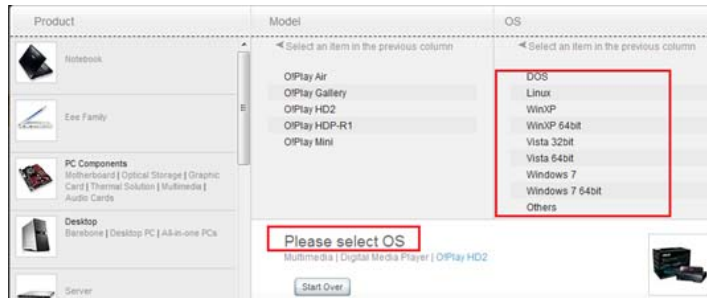 Product
Notebook
Eee Family
PC Components
Motherboard | Optical Storage | Graphic
Card | Thermal Solution | Multimedia |
Audio Cards
Desktop
Barebone | Desktop PC | All-in-one PCs
Server
Model
Select an item in the previous column
O!Play Air
O!Play Gallery
O!Play HD2
O!Play HDP-R1
O!Play Mini
OS
Select an item in the previous column
DOS
Linux
WinXP
WinXP 64bit
Vista 32bit
Vista 64bit
Windows 7
Windows 7 64bit
Others
Please select OS
Multimedia | Digital Media Player | O!Play HD2
Start Over